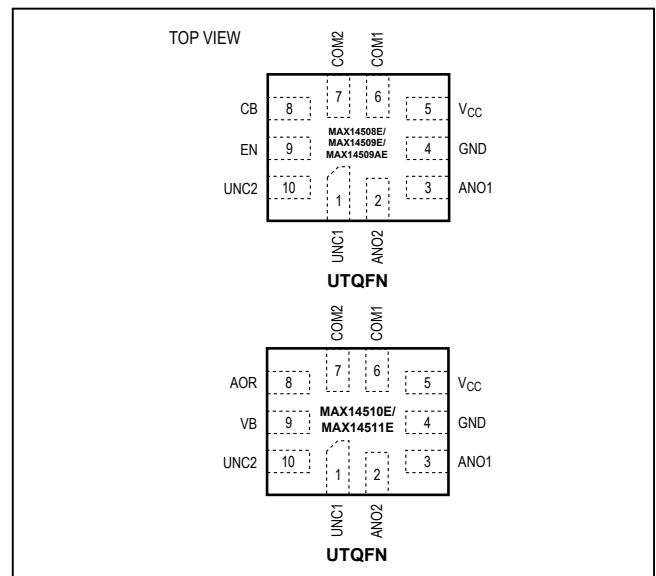 TOP VIEW
COM2
COM1
7
6
CB
8
5
VCC
MAX14508E/
MAX14509E/
MAX14509AE
EN
9
4
GND
UNC2
10
3
ANO1
1
2
UNC1
ANO2
UTQFN
COM2
COM1
7
6
AOR
8
5
VCC
MAX14510E/
MAX14511E
VB
9
4
GND
UNC2
10
3
ANO1
1
2
UNC1
ANO2
UTQFN